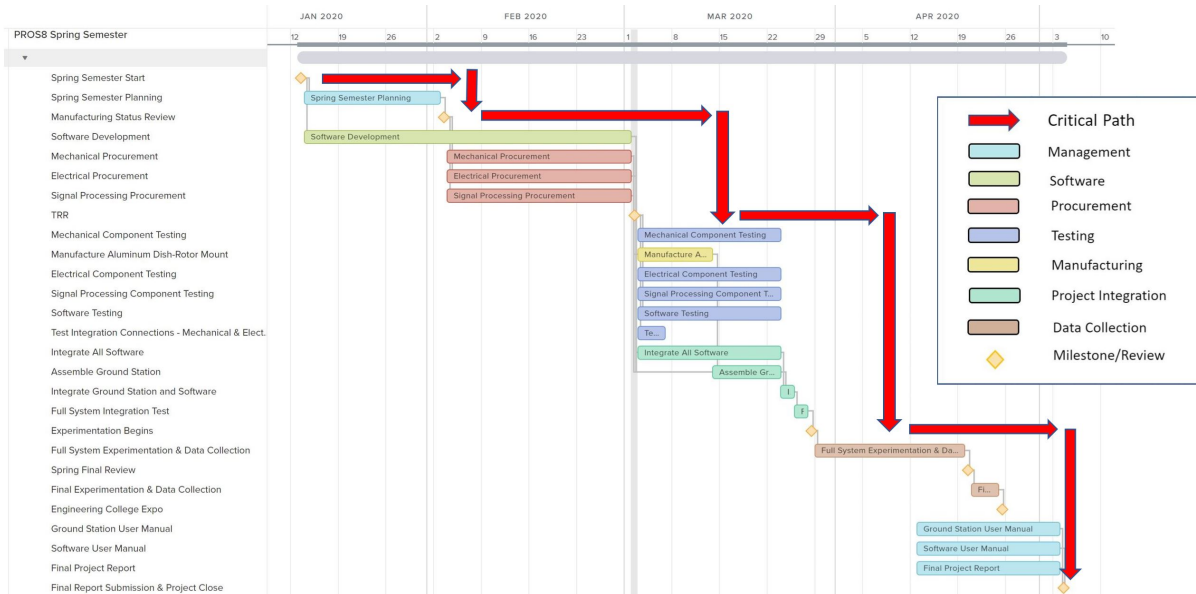 JAN 2020 FEB 2020 MAR 2020 APR 2020
PROS8 Spring Semester 12 19 26 2 9 16 23 1 8 15 22 29 5 12 19 26 3 10
Spring Semester Start
Spring Semester Planning Spring Semester Planning
Manufacturing Status Review
Software Development Software Development
Mechanical Procurement Mechanical Procurement
Electrical Procurement Electrical Procurement
Signal Processing Procurement Signal Processing Procurement
TRR
Mechanical Component Testing Mechanical Component Testing
Manufacture Aluminum Dish-Rotor Mount Manufacture A...
Electrical Component Testing Electrical Component Testing
Signal Processing Component Testing Signal Processing Component T...
Software Testing Software Testing
Test Integration Connections - Mechanical & Elect. Te...
Integrate All Software Integrate All Software
Assemble Ground Station Assemble Gr...
Integrate Ground Station and Software I
Full System Integration Test F
Experimentation Begins
Full System Experimentation & Data Collection Full System Experimentation & Da...
Spring Final Review
Final Experimentation & Data Collection Fi...
Engineering College Expo
Ground Station User Manual Ground Station User Manual
Software User Manual Software User Manual
Final Project Report Final Project Report
Final Report Submission & Project Close
Critical Path
Management
Software
Procurement
Testing
Manufacturing
Project Integration
Data Collection
Milestone/Review